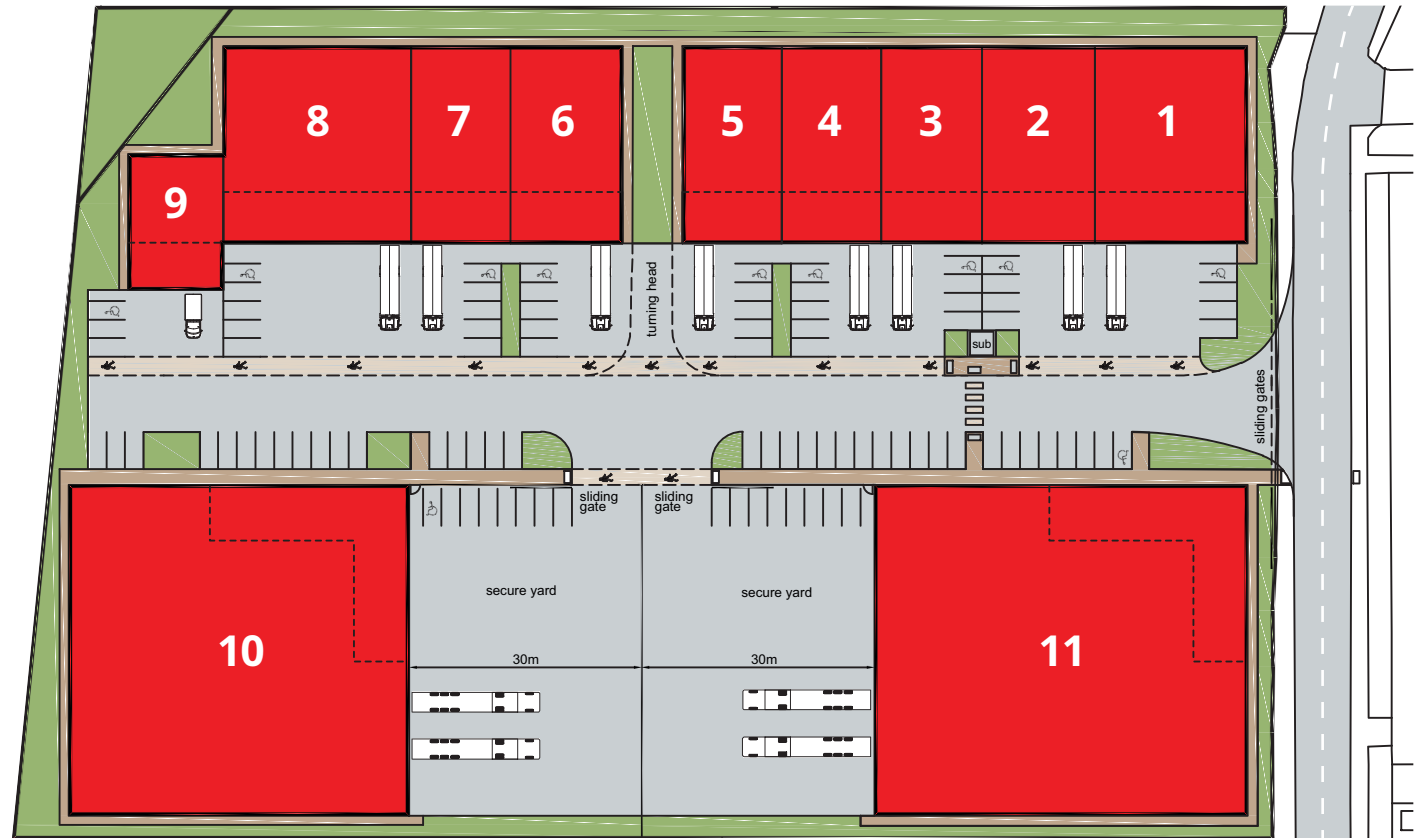 8
7
6
5
4
3
2
1
9
turning head
sub
sliding gates
sliding
gate
sliding
gate
secure yard
secure yard
10
11
30m
30m